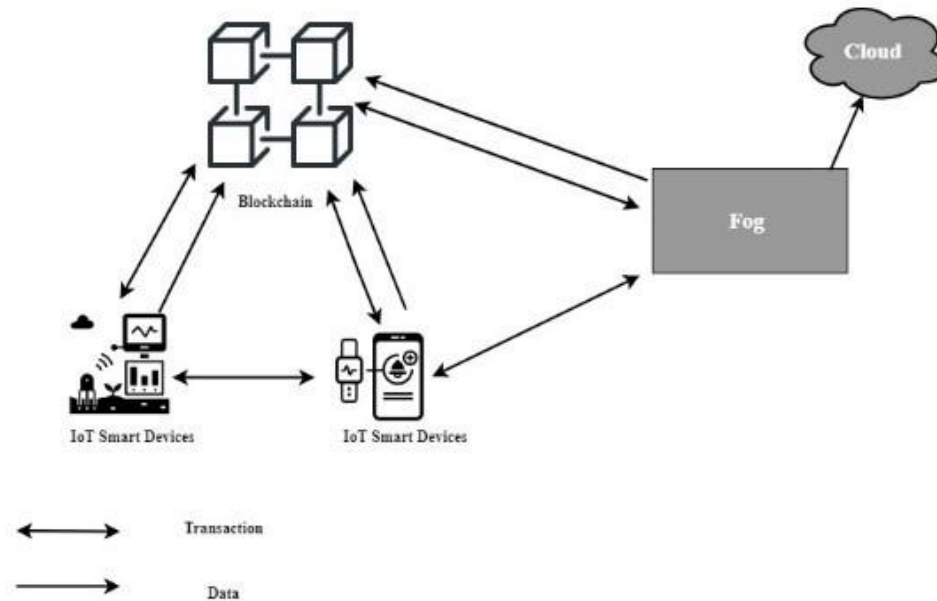 Cloud
Blockchain
Fog
IoT Smart Devices
IoT Smart Devices
Transaction
Data